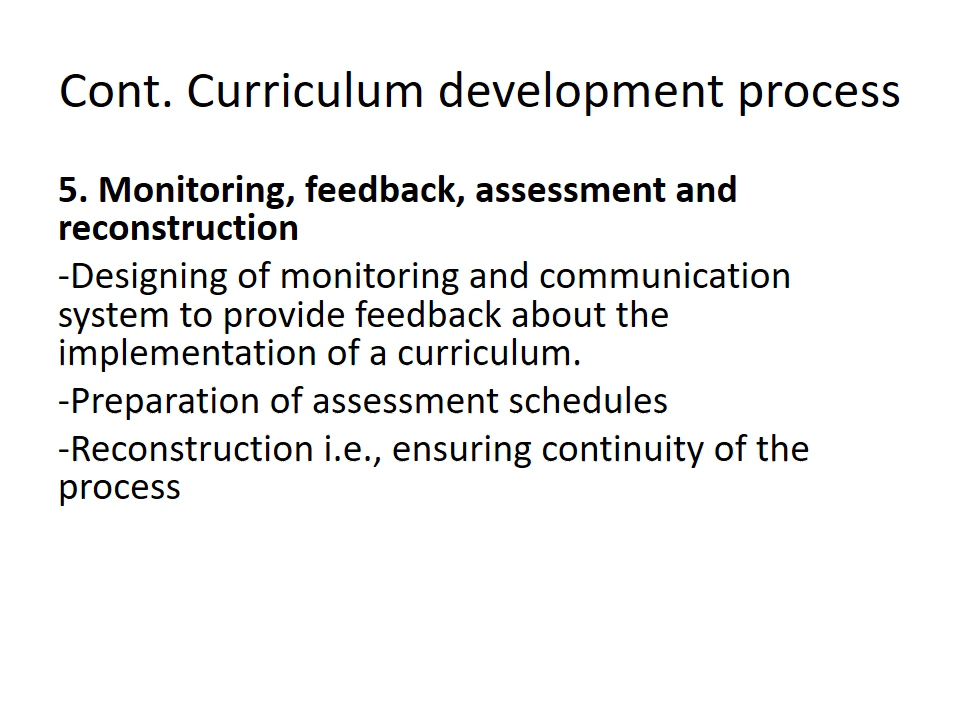 Cont. Curriculum development process
5. Monitoring, feedback, assessment and
reconstruction
-Designing of monitoring and communication
system to provide feedback about the
implementation of a curriculum.
-Preparation of assessment schedules
-Reconstruction i.e., ensuring continuity of the
process